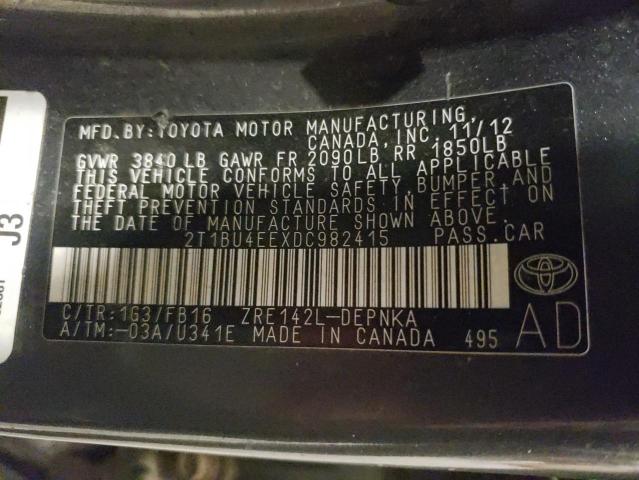 MFD.BY:TOYOTA MOTOR MANUFACTURING,
CANADA, INC. 11/12
GVWR 3840 LB GAWR FR 2090LB RR 1850LB
THIS VEHICLE CONFORMS TO ALL APPLICABLE
FEDERAL MOTOR VEHICLE SAFETY, BUMPER AND
THEFT PREVENTION STANDARDS IN EFFECT ON
THE DATE OF MANUFACTURE SHOWN ABOVE.
2T1BU4EEXDC982415 PASS.CAR
C/TR:1G3/FB16 ZRE142L-DEPNKA
A/TM:-03A/U341E MADE IN CANADA 495
AD
J3